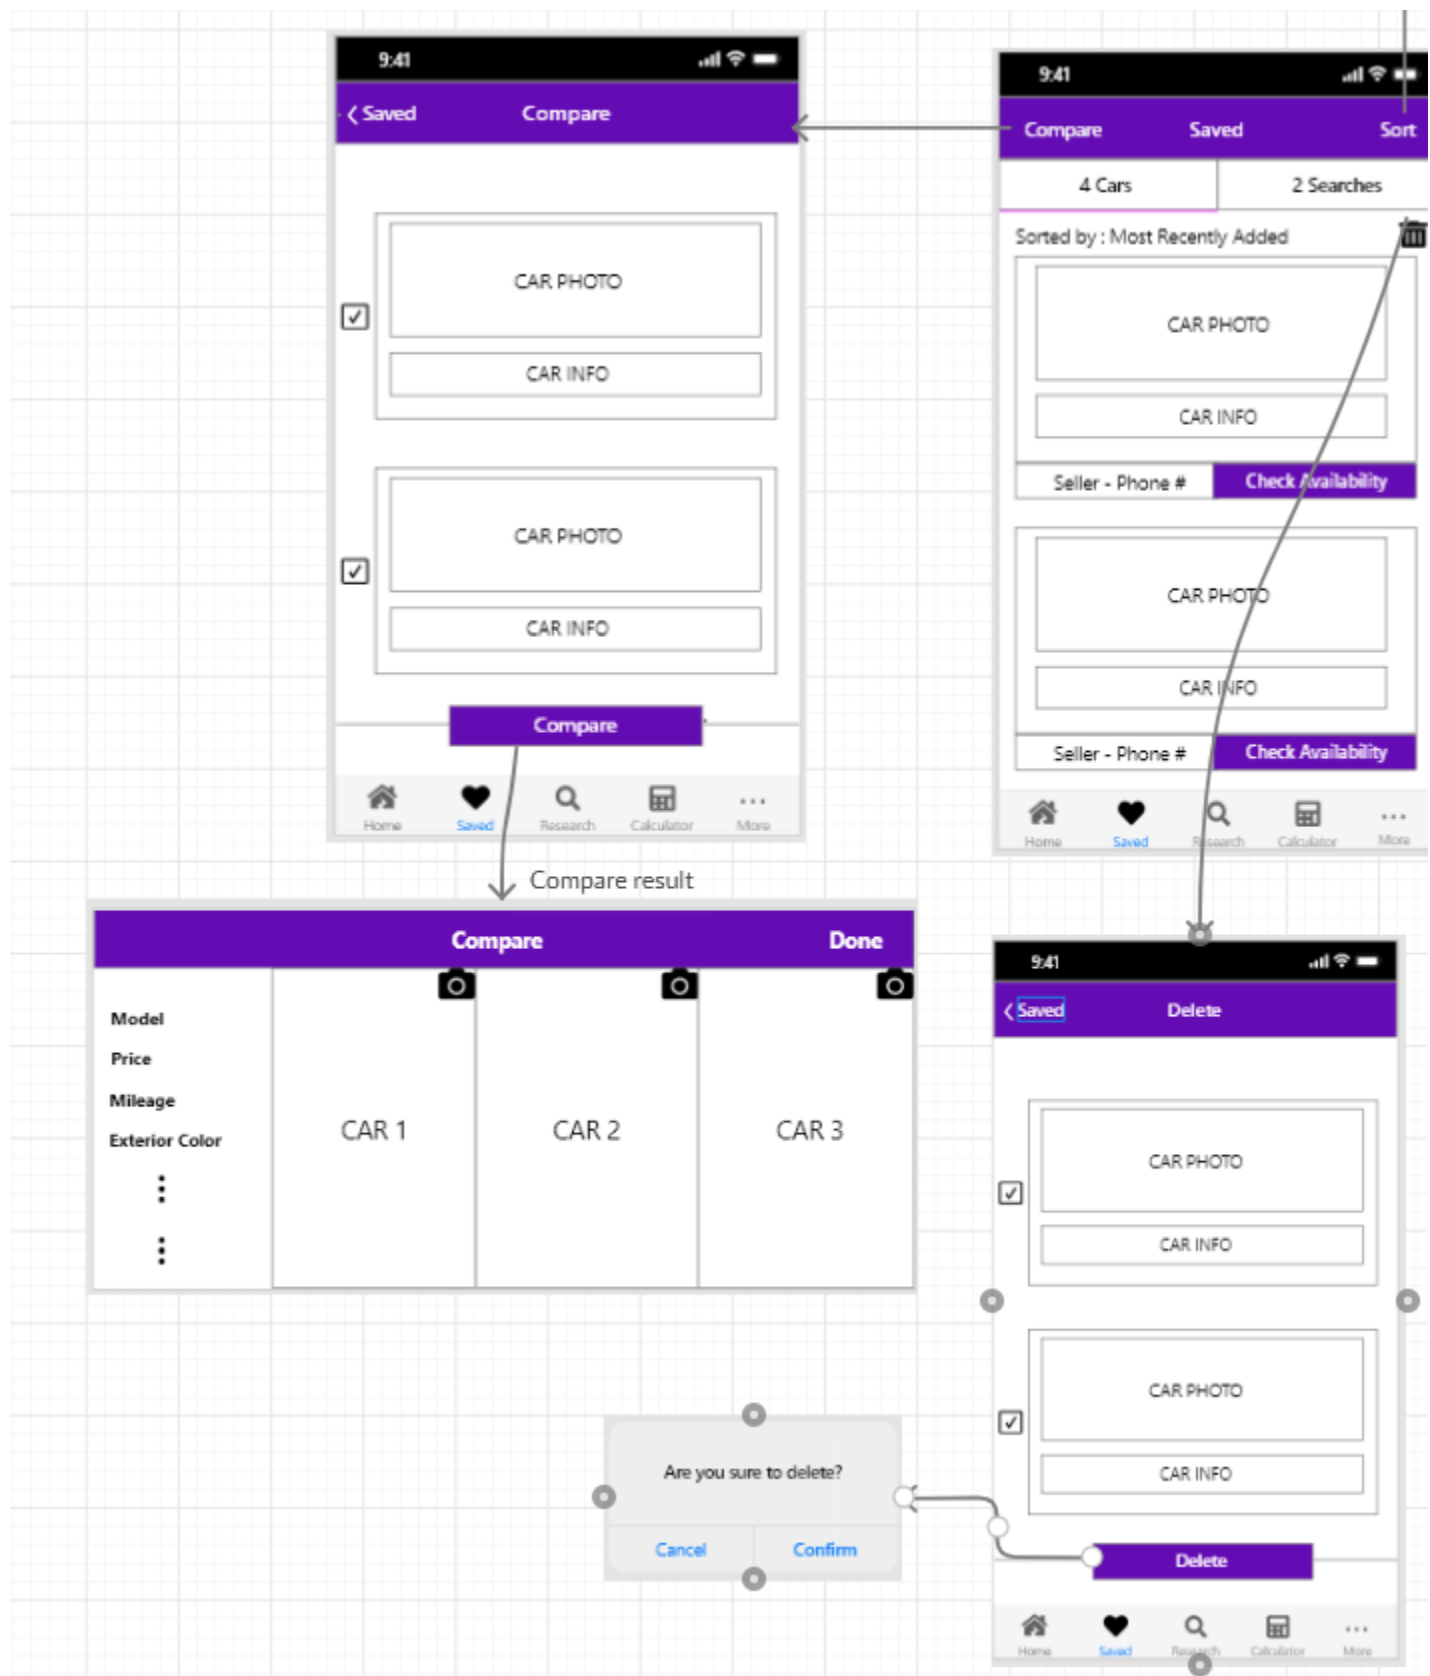 9:41
Saved
Compare
CAR PHOTO
CAR INFO
CAR PHOTO
CAR INFO
Compare
Home
Saved
Research
Calculator
More
9:41
Compare
Saved
Sort
4 Cars
2 Searches
Sorted by : Most Recently Added
CAR PHOTO
CAR INFO
Seller - Phone #
Check Availability
CAR PHOTO
CAR INFO
Seller - Phone #
Check Availability
Home
Saved
Research
Calculator
More
Compare result
Compare
Done
Model
Price
Mileage
Exterior Color
CAR 1
CAR 2
CAR 3
9:41
Saved
Delete
CAR PHOTO
CAR INFO
CAR PHOTO
CAR INFO
Delete
Home
Saved
Research
Calculator
More
Are you sure to delete?
Cancel
Confirm